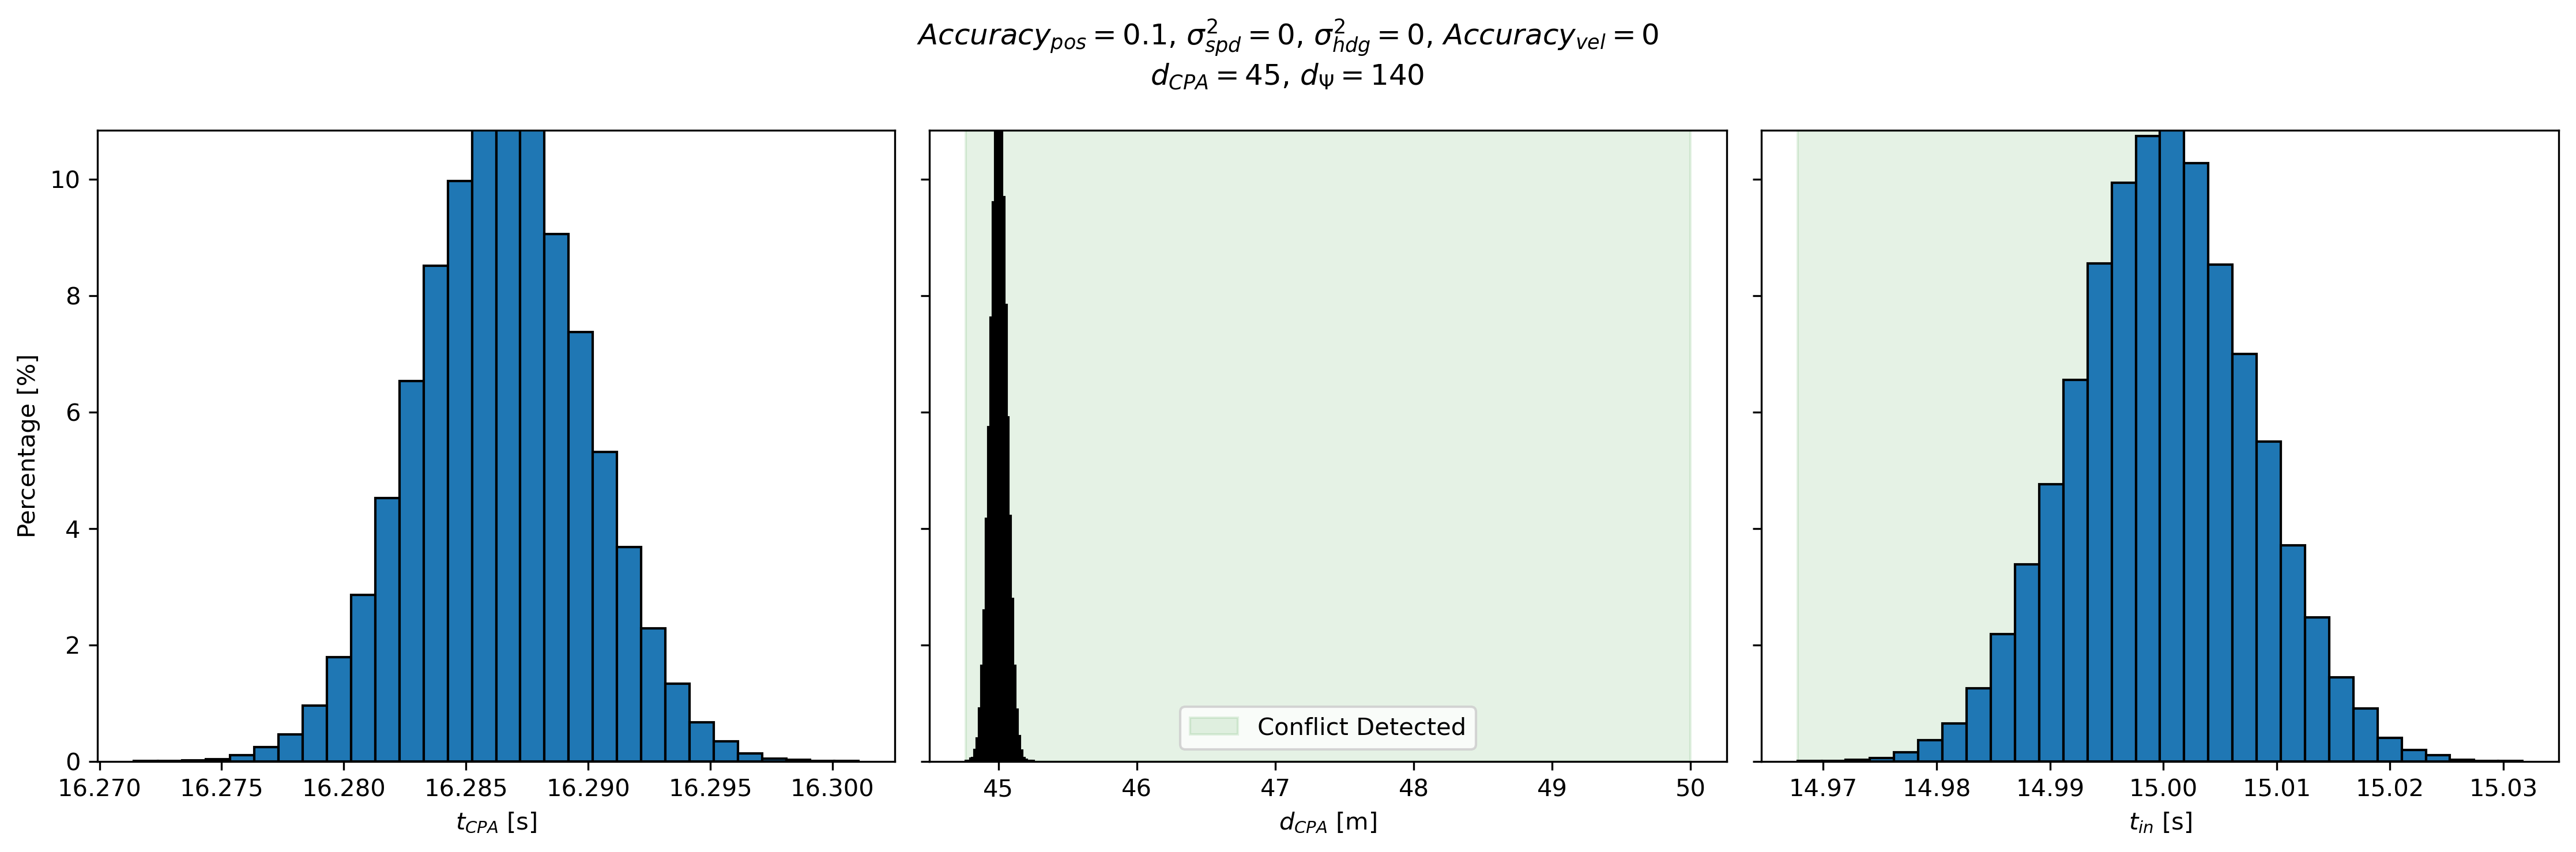 Accuracy_pos = 0.1, σ²_spd = 0, σ²_hdg = 0, Accuracy_vel = 0
d_CPA = 45, d_Ψ = 140
Percentage [%]
10
8
6
4
2
0
16.270 16.275 16.280 16.285 16.290 16.295 16.300
t_CPA [s]
Conflict Detected
45 46 47 48 49 50
d_CPA [m]
14.97 14.98 14.99 15.00 15.01 15.02 15.03
t_in [s]